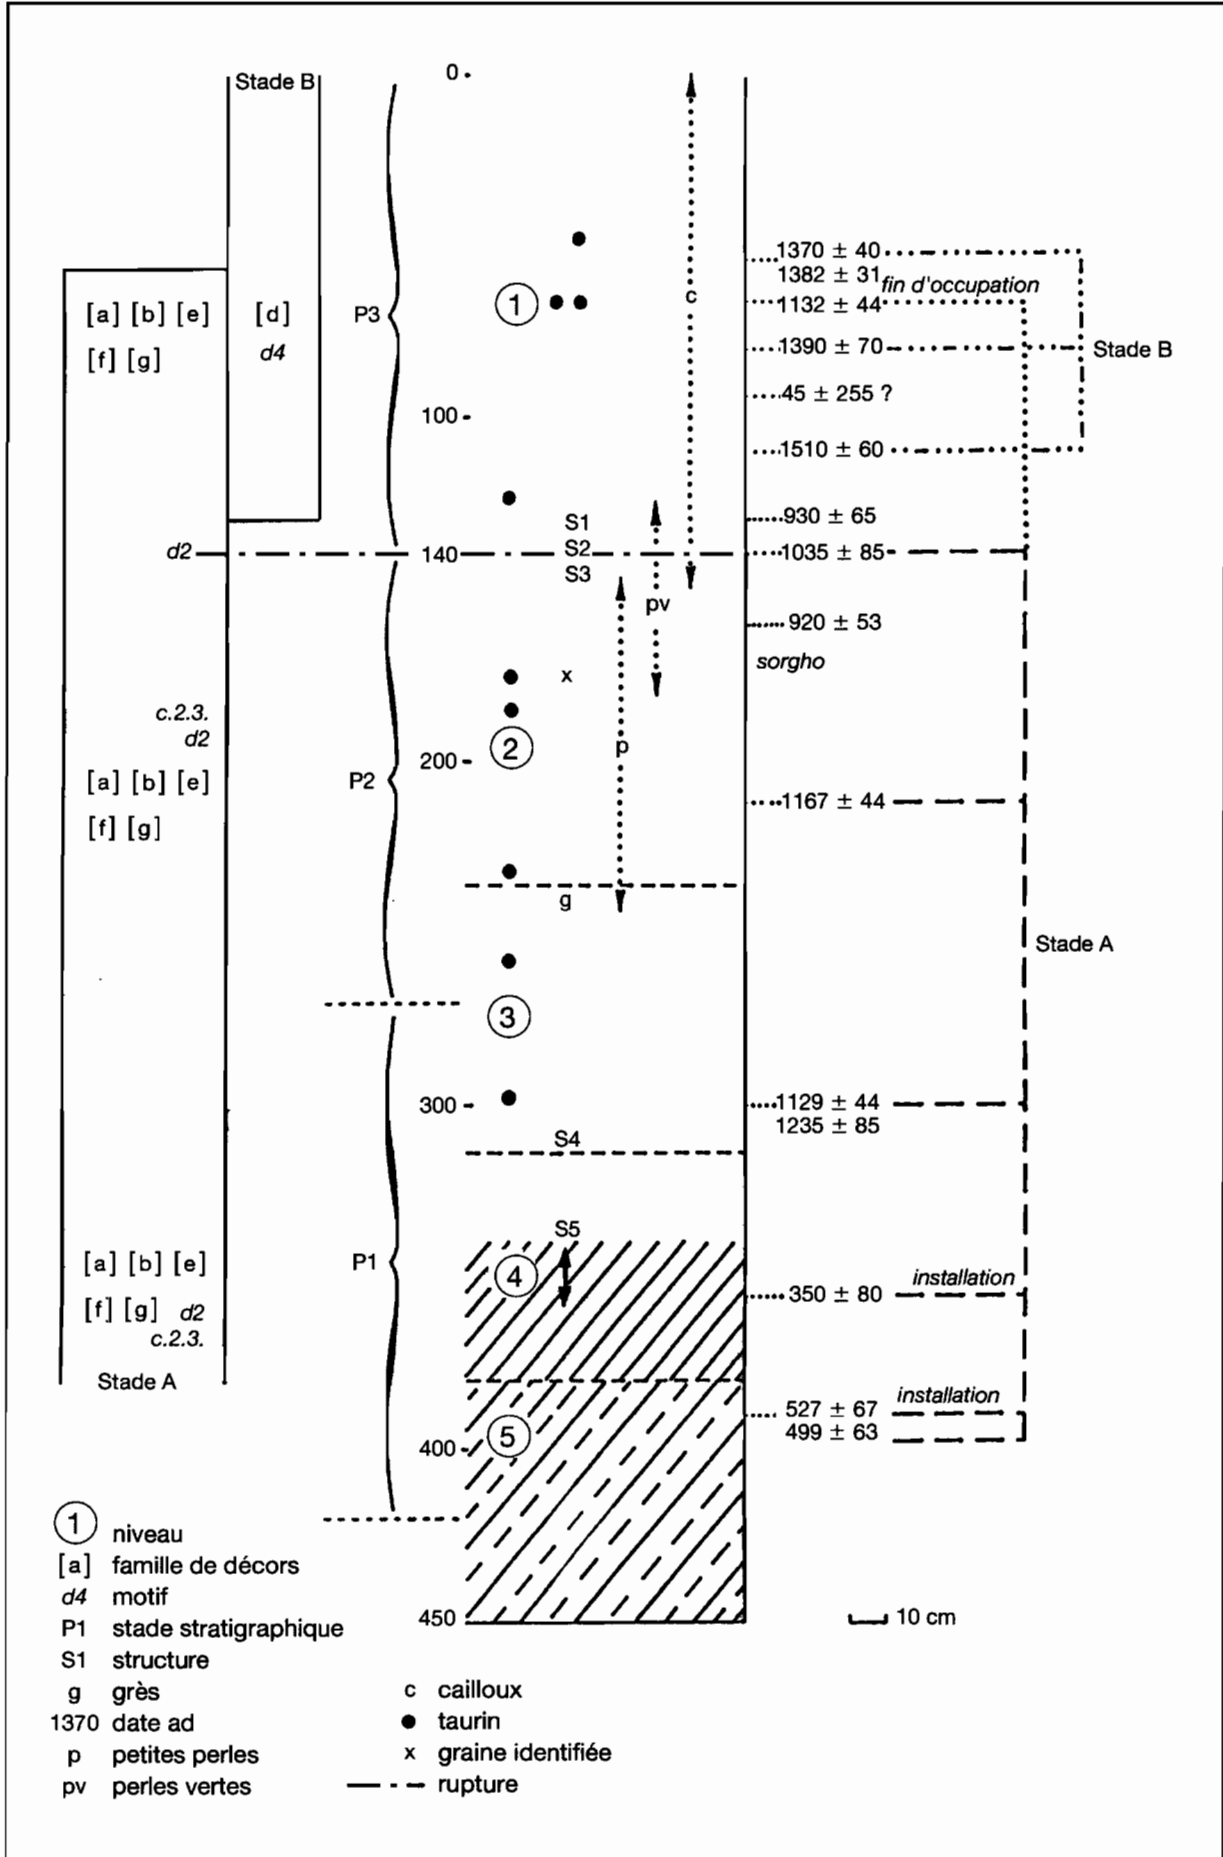 Stade B
0
1370 ± 40
1382 ± 31
fin d'occupation
[a] [b] [e]
[d]
P3
1
c
1132 ± 44
[f] [g]
d4
1390 ± 70
Stade B
45 ± 255 ?
100
1510 ± 60
S1
930 ± 65
d2
140
S2
1035 ± 85
S3
pv
920 ± 53
sorgho
x
c.2.3.
d2
2
p
200
[a] [b] [e]
P2
1167 ± 44
[f] [g]
g
Stade A
3
300
1129 ± 44
1235 ± 85
S4
S5
[a] [b] [e]
P1
4
installation
350 ± 80
[f] [g] d2
c.2.3.
Stade A
installation
527 ± 67
499 ± 63
5
400
450
10 cm
1 niveau
[a] famille de décors
d4 motif
P1 stade stratigraphique
S1 structure
g grès
1370 date ad
p petites perles
pv perles vertes
c cailloux
● taurin
x graine identifiée
rupture